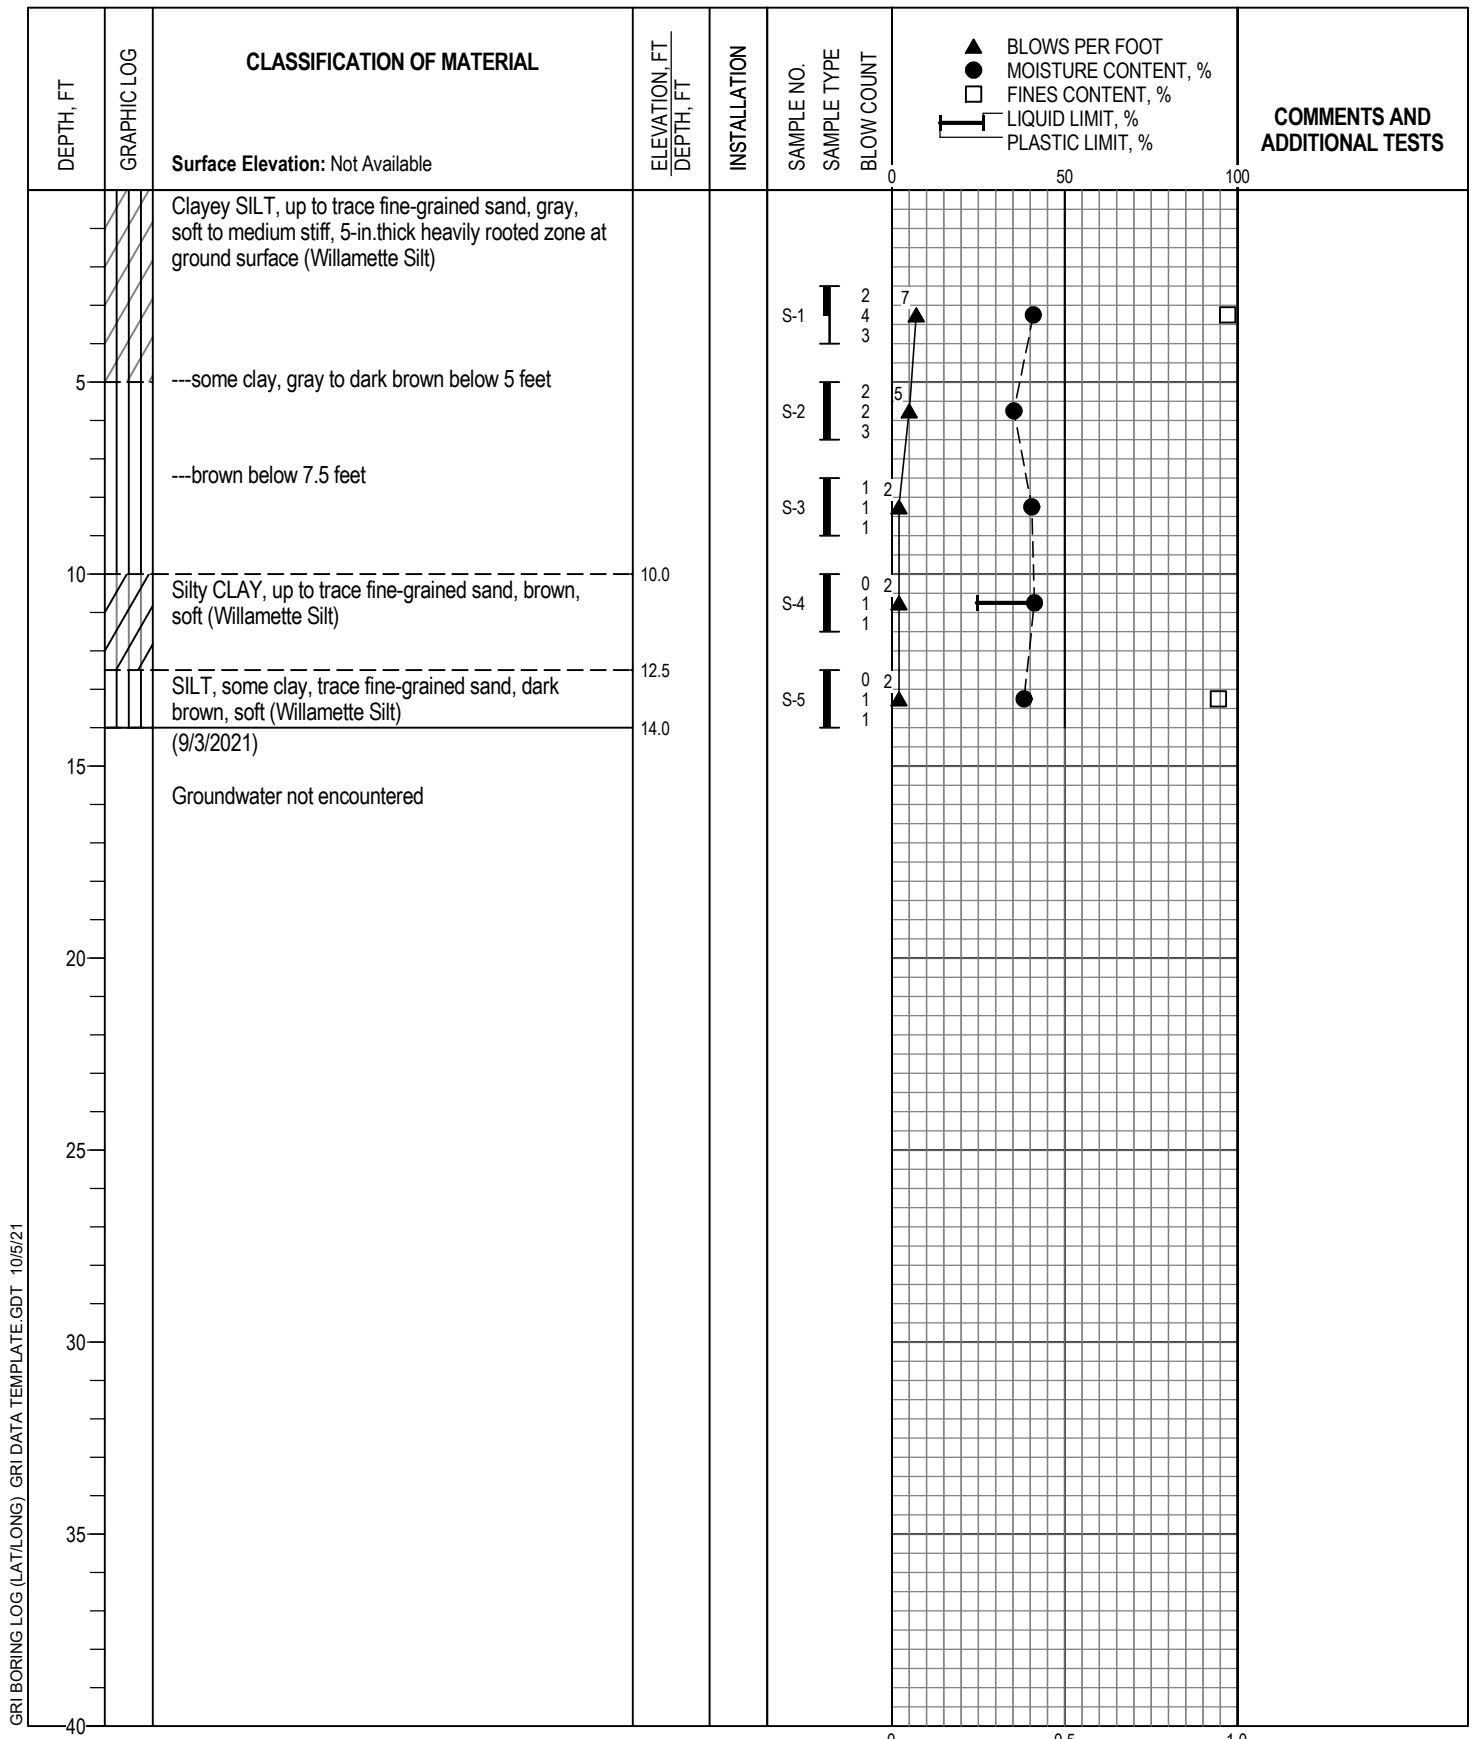 DEPTH, FT
GRAPHIC LOG
CLASSIFICATION OF MATERIAL
Surface Elevation: Not Available
ELEVATION, FT
DEPTH, FT
INSTALLATION
SAMPLE NO.
SAMPLE TYPE
BLOW COUNT
BLOWS PER FOOT
MOISTURE CONTENT, %
FINES CONTENT, %
LIQUID LIMIT, %
PLASTIC LIMIT, %
0 50 100
COMMENTS AND
ADDITIONAL TESTS
Clayey SILT, up to trace fine-grained sand, gray,
soft to medium stiff, 5-in.thick heavily rooted zone at
ground surface (Willamette Silt)
2 7
S-1 4
3
5 ---some clay, gray to dark brown below 5 feet
2 5
S-2 2
3
---brown below 7.5 feet
1 2
S-3 1
1
10 10.0
Silty CLAY, up to trace fine-grained sand, brown,
soft (Willamette Silt)
0 2
S-4 1
1
12.5
SILT, some clay, trace fine-grained sand, dark
brown, soft (Willamette Silt)
0 2
S-5 1
1
14.0
(9/3/2021)
15
Groundwater not encountered
20
25
30
35
40
0 0.5 1.0
GRI BORING LOG (LAT/LONG) GRI DATA TEMPLATE.GDT 10/5/21